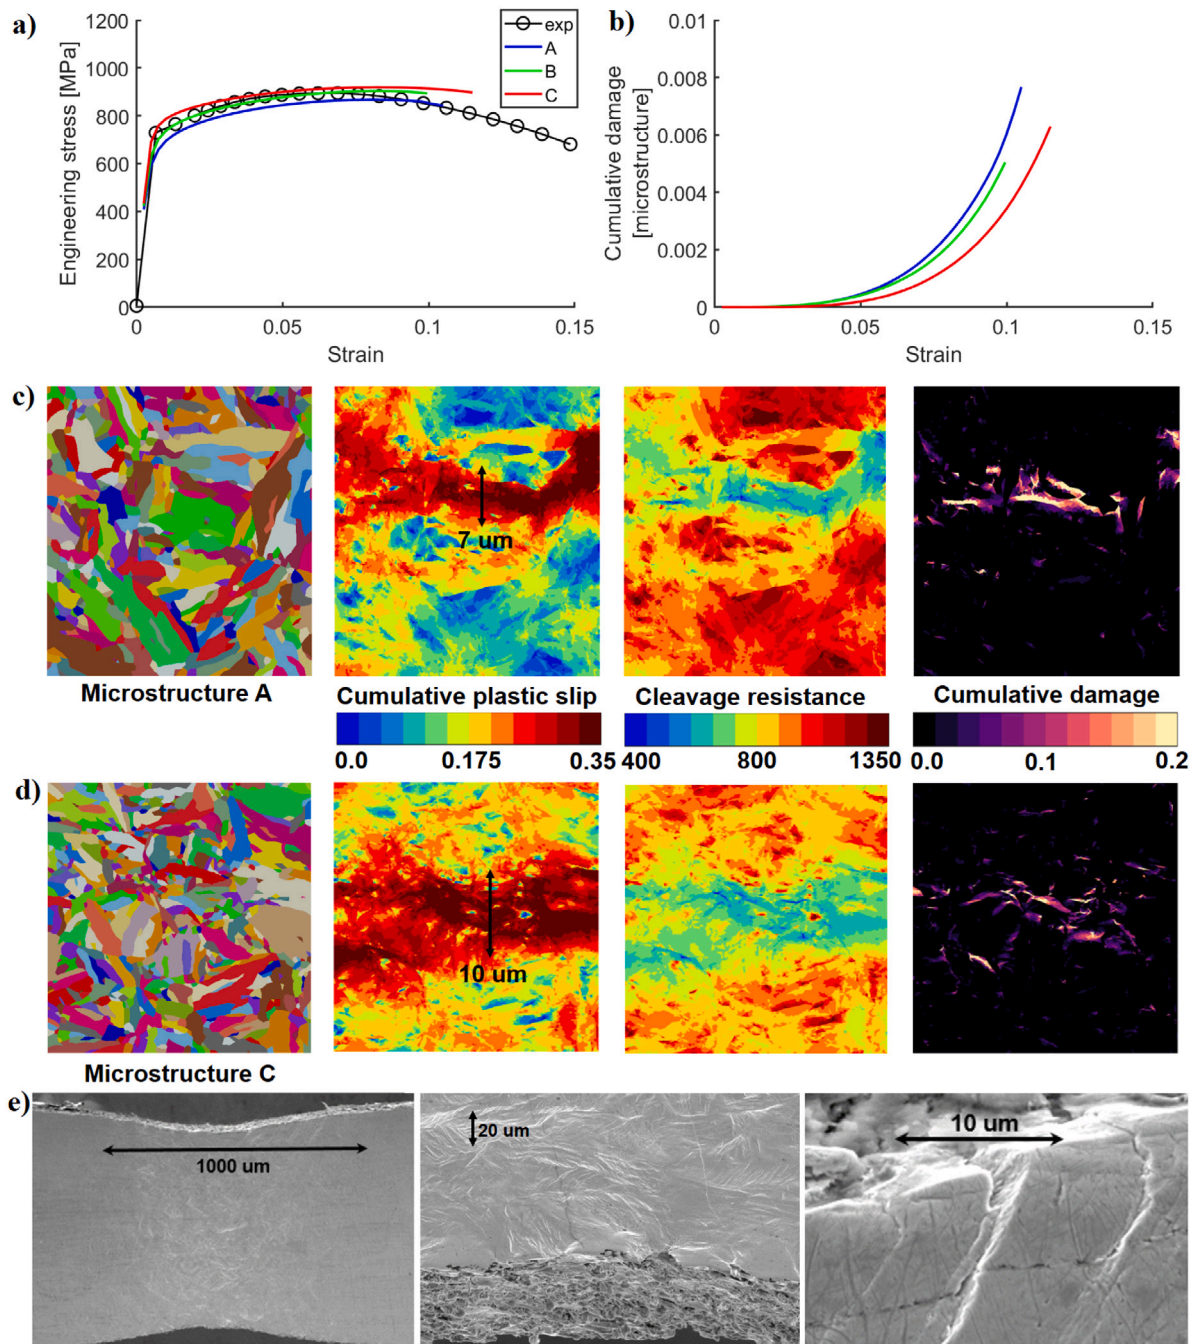 a)
1200
1000
800
600
400
200
0
0
0.05
0.1
0.15
Engineering stress [MPa]
Strain
exp
A
B
C
b)
0.01
0.008
0.006
0.004
0.002
0
0
0.05
0.1
0.15
Cumulative damage
[microstructure]
Strain
c)
7 um
Microstructure A
Cumulative plastic slip
0.0 0.175 0.35
Cleavage resistance
400 800 1350
Cumulative damage
0.0 0.1 0.2
d)
10 um
Microstructure C
e)
1000 um
20 um
10 um